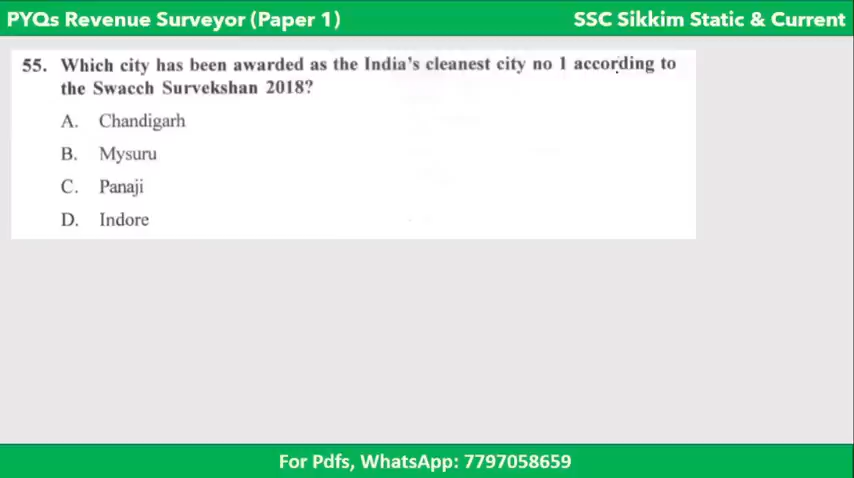 PYQs Revenue Surveyor (Paper 1)
SSC Sikkim Static & Current
55. Which city has been awarded as the India's cleanest city no 1 according to
the Swacch Survekshan 2018?
A. Chandigarh
B. Mysuru
C. Panaji
D. Indore
For Pdfs, WhatsApp: 7797058659